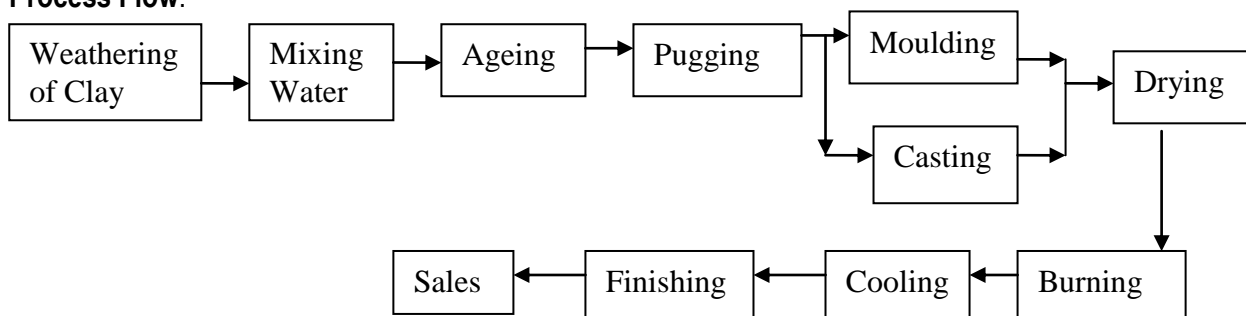 Process Flow:
Weathering
of Clay
Mixing
Water
Ageing
Pugging
Moulding
Casting
Drying
Burning
Cooling
Finishing
Sales